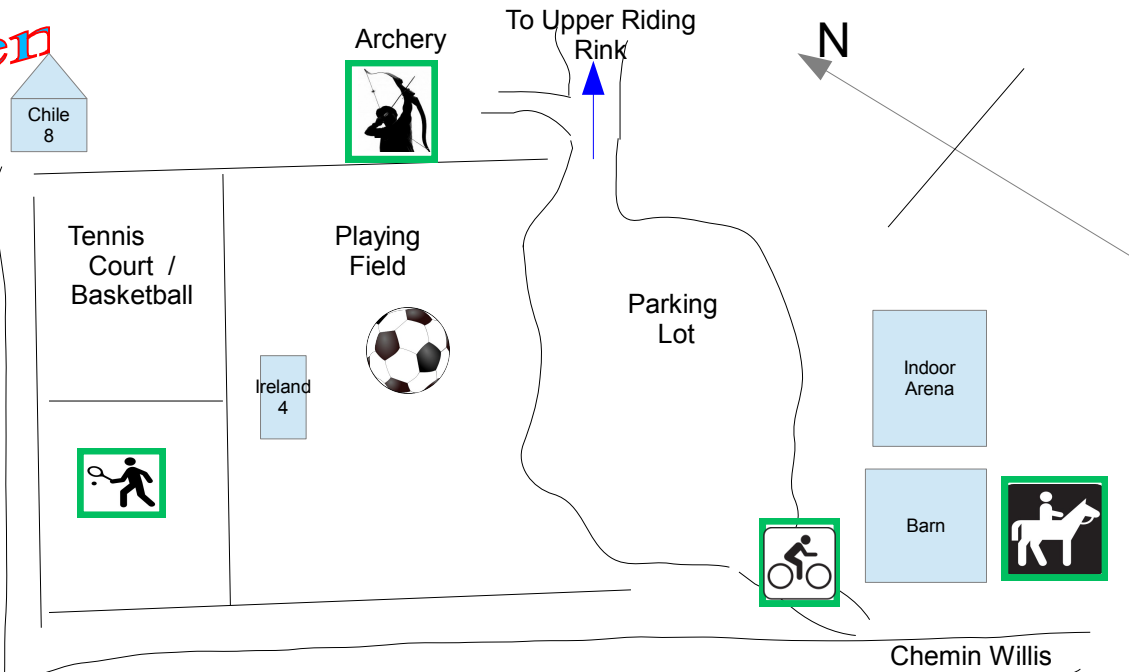 en
Chile
8
Archery
To Upper Riding
Rink
N
Tennis
Court /
Basketball
Playing
Field
Parking
Lot
Ireland
4
Indoor
Arena
Barn
Chemin Willis